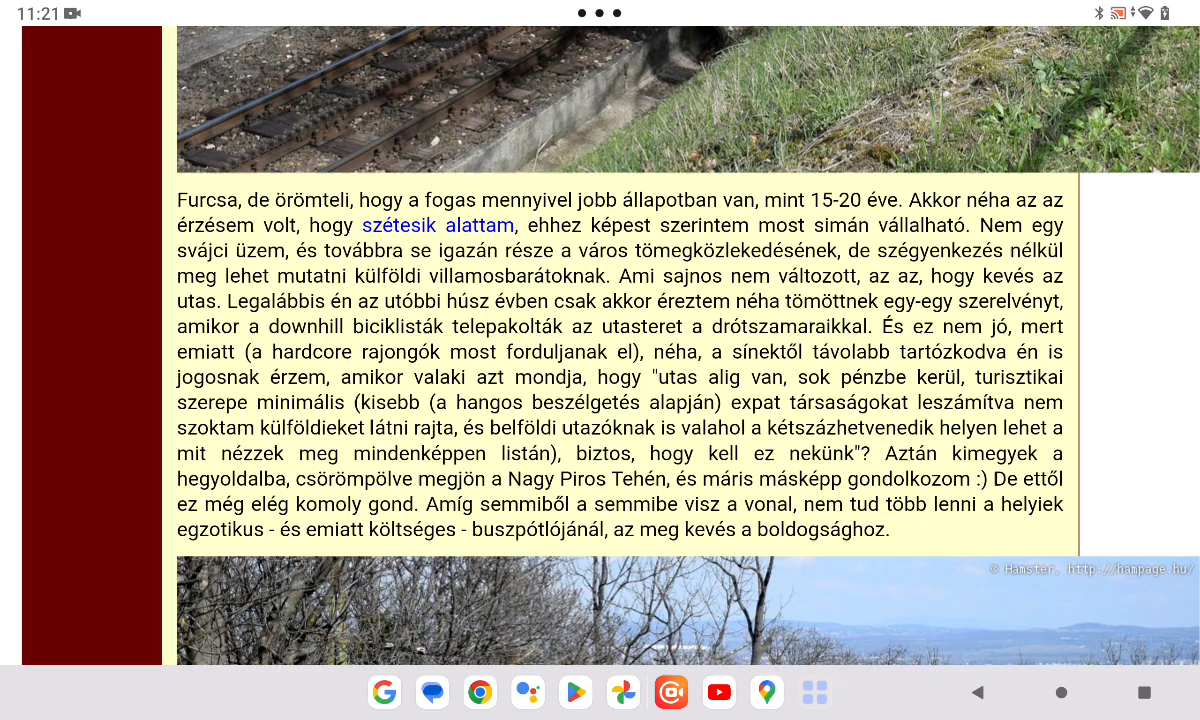 11:21
Furcsa, de örömteli, hogy a fogas mennyivel jobb állapotban van, mint 15-20 éve. Akkor néha az az
érzésem volt, hogy szétesik alattam, ehhez képest szerintem most simán vállalható. Nem egy
svájci üzem, és továbbra se igazán része a város tömegközlekedésének, de szégyenkezés nélkül
meg lehet mutatni külföldi villamosbarátoknak. Ami sajnos nem változott, az az, hogy kevés az
utas. Legalábbis én az utóbbi húsz évben csak akkor éreztem néha tömöttnek egy-egy szerelvényt,
amikor a downhill biciklisták telepakolták az utasteret a drótszamaraikkal. És ez nem jó, mert
emiatt (a hardcore rajongók most forduljanak el), néha, a sínektől távolabb tartózkodva én is
jogosnak érzem, amikor valaki azt mondja, hogy "utas alig van, sok pénzbe kerül, turisztikai
szerepe minimális (kisebb (a hangos beszélgetés alapján) expat társaságokat leszámítva nem
szoktam külföldieket látni rajta, és belföldi utazóknak is valahol a kétszázhetvenedik helyen lehet a
mit nézzek meg mindenképpen listán), biztos, hogy kell ez nekünk"? Aztán kimegyek a
hegyoldalba, csörömpölve megjön a Nagy Piros Tehén, és máris másképp gondolkozom :) De ettől
ez még elég komoly gond. Amíg semmiből a semmibe visz a vonal, nem tud több lenni a helyiek
egzotikus - és emiatt költséges - buszpótlójánál, az meg kevés a boldogsághoz.
© Hamster, http://hampage.hu/